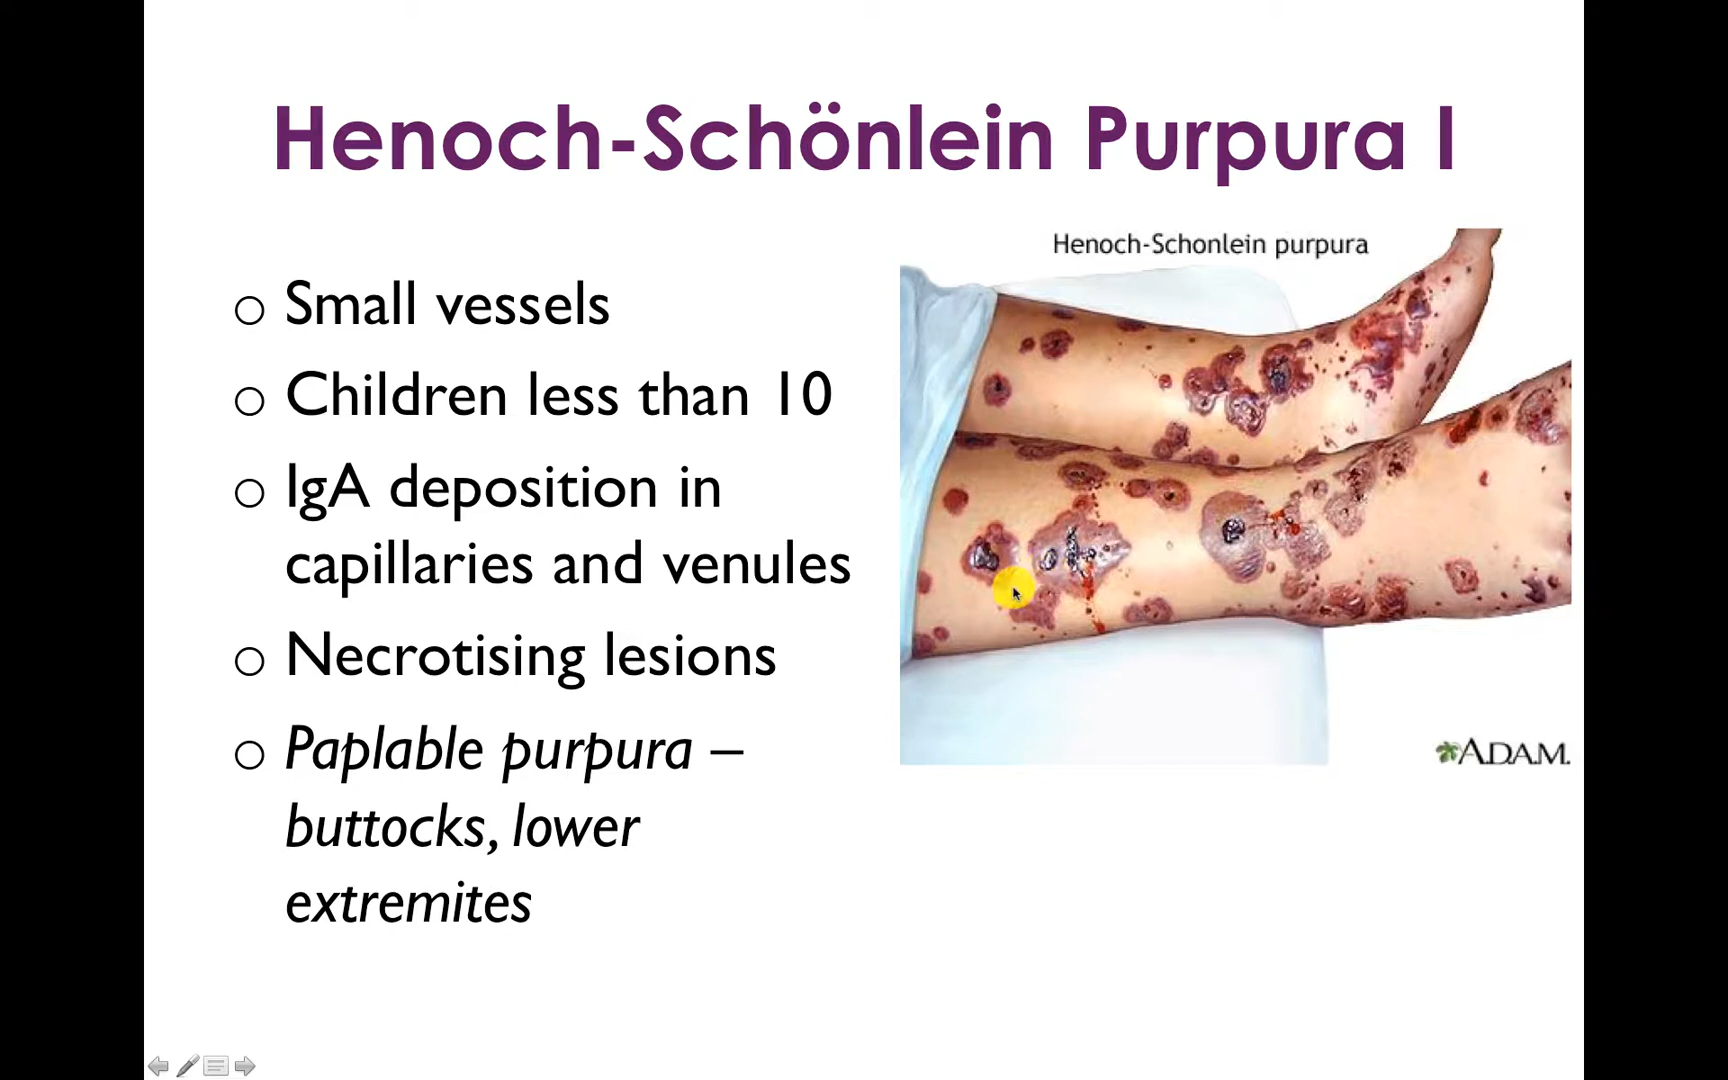 Henoch-Schönlein Purpura I
Henoch-Schonlein purpura
o Small vessels
o Children less than 10
o IgA deposition in
capillaries and venules
o Necrotising lesions
o Paplable purpura –
buttocks, lower
extremites
A.D.A.M.